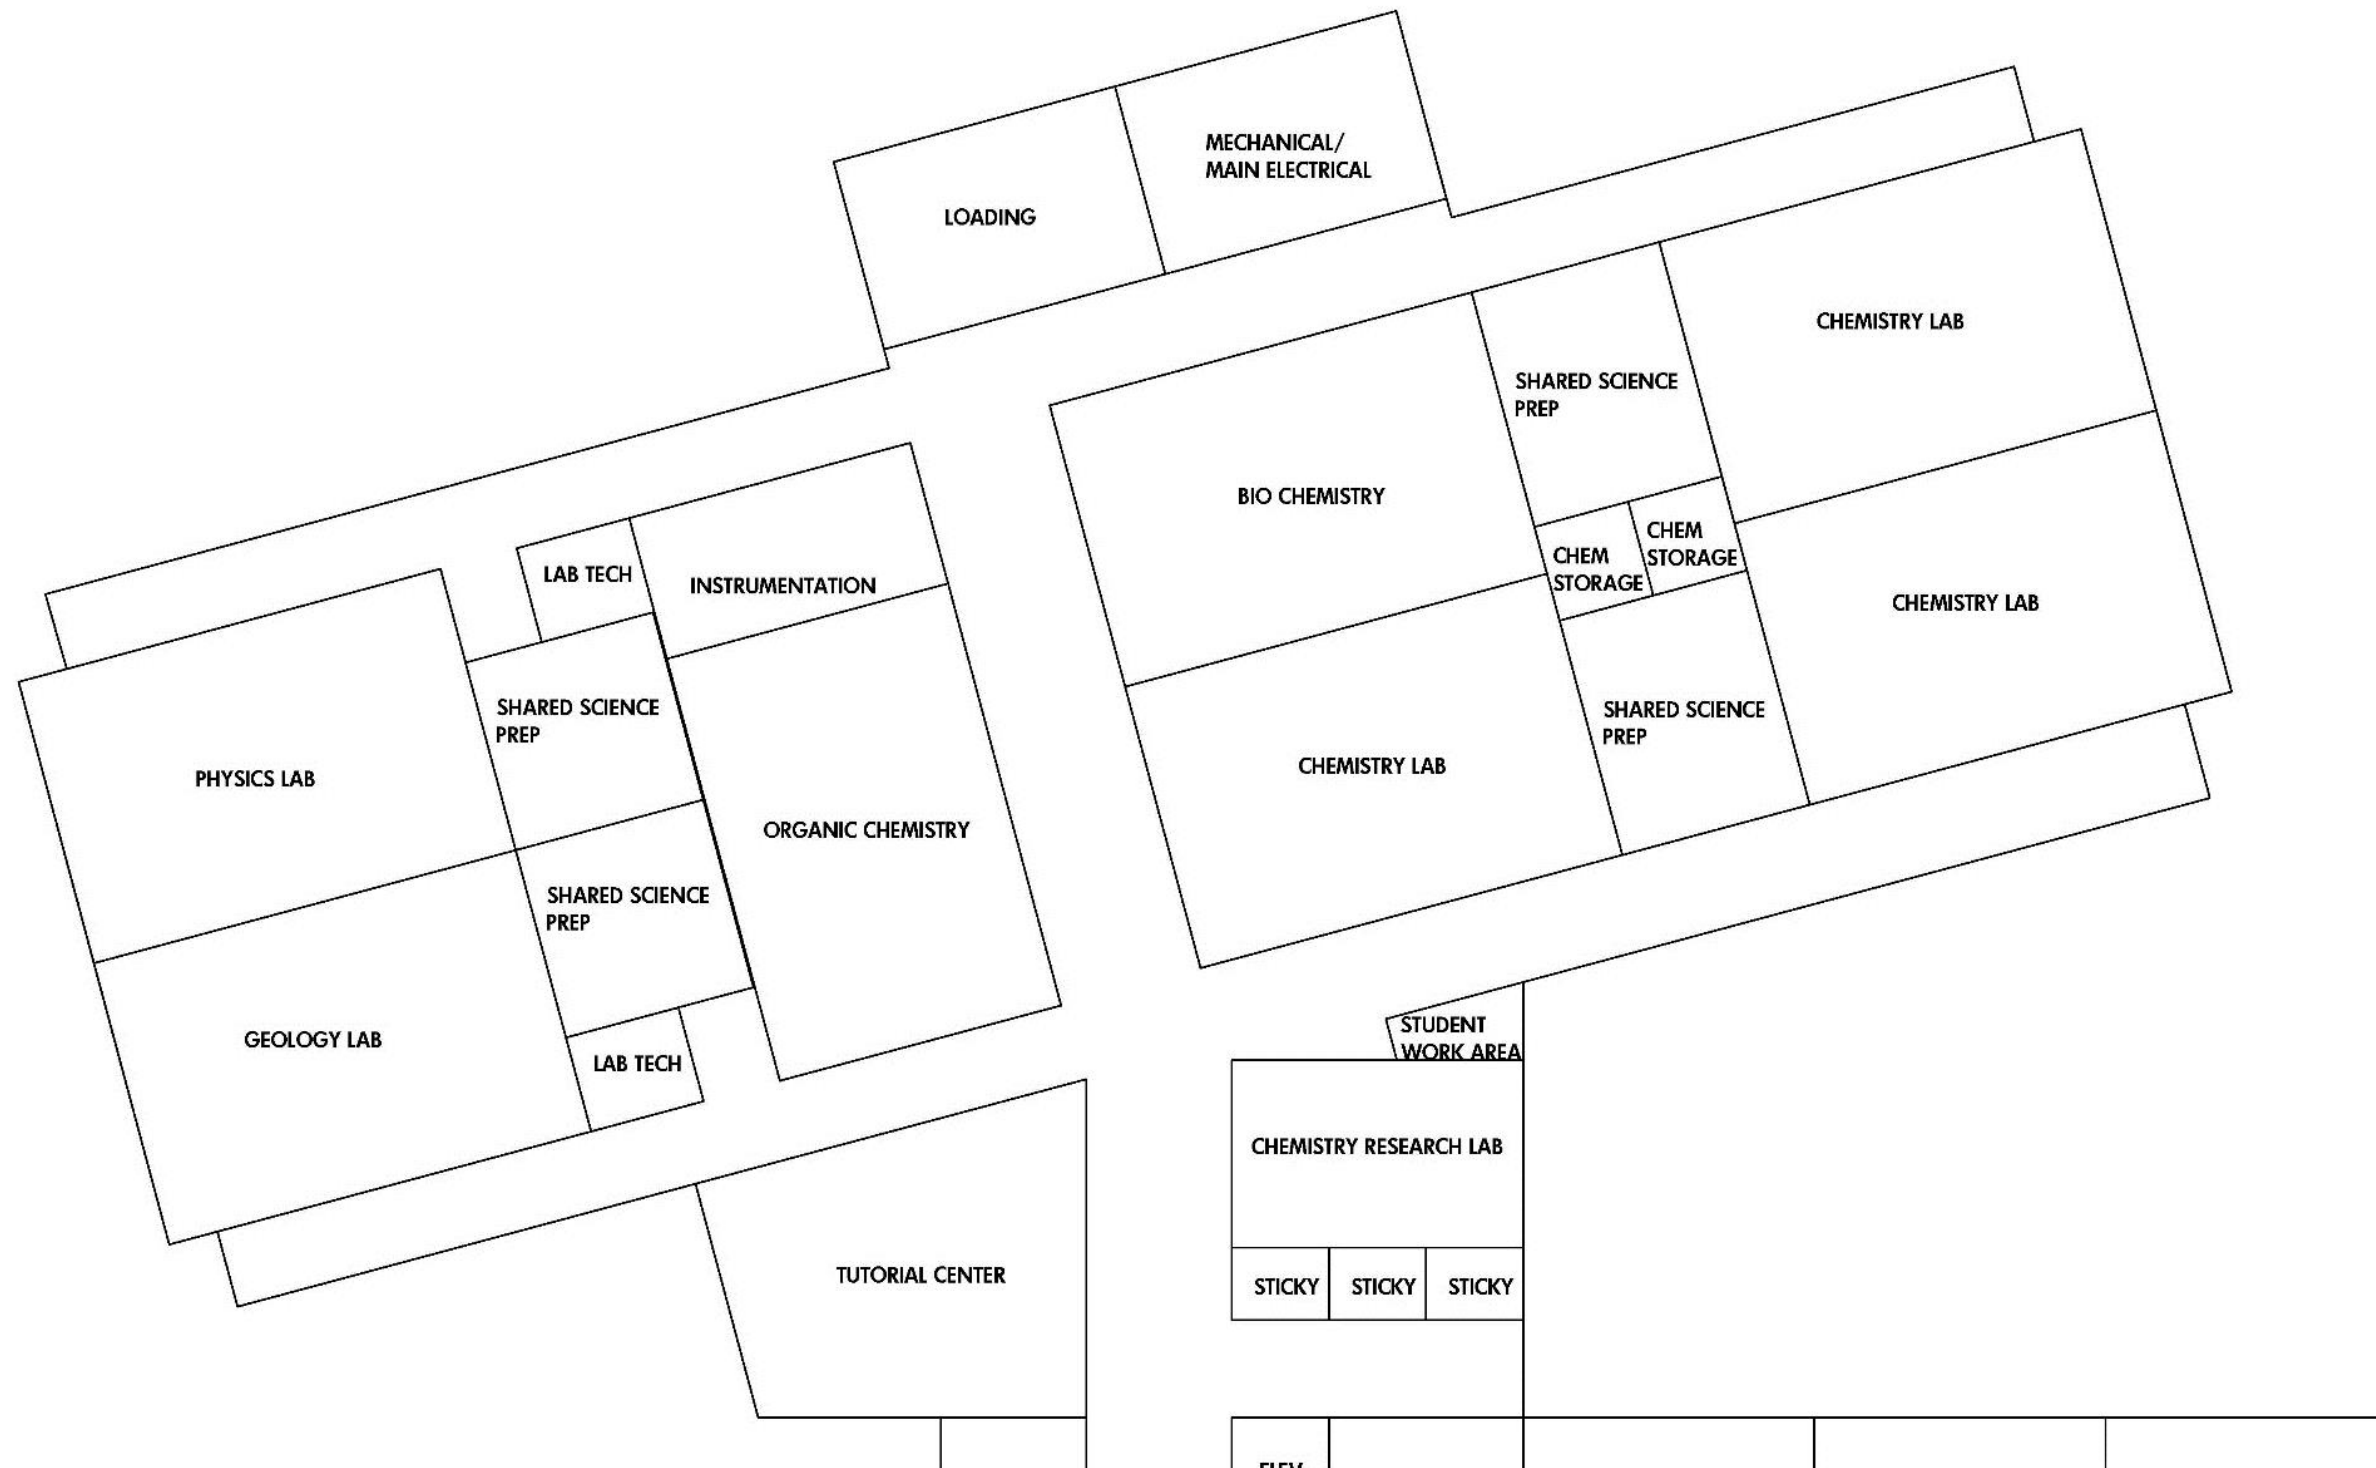 MECHANICAL/
MAIN ELECTRICAL
LOADING
CHEMISTRY LAB
SHARED SCIENCE
PREP
BIO CHEMISTRY
CHEM
STORAGE
CHEM
STORAGE
LAB TECH
INSTRUMENTATION
CHEMISTRY LAB
SHARED SCIENCE
PREP
SHARED SCIENCE
PREP
CHEMISTRY LAB
PHYSICS LAB
ORGANIC CHEMISTRY
SHARED SCIENCE
PREP
GEOLOGY LAB
LAB TECH
STUDENT
WORK AREA
CHEMISTRY RESEARCH LAB
TUTORIAL CENTER
STICKY
STICKY
STICKY
ELEV